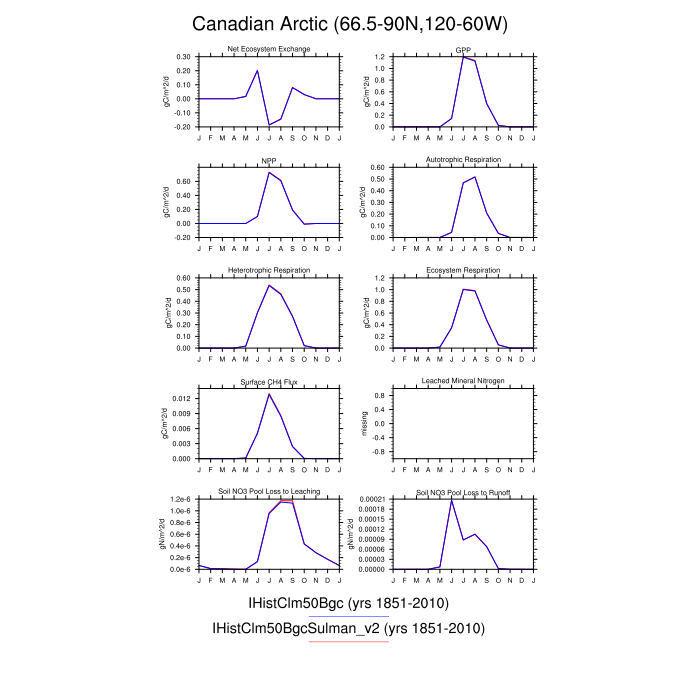 Canadian Arctic (66.5-90N,120-60W)
Net Ecosystem Exchange
gC/m^2/d
0.30
0.20
0.10
0.00
-0.10
-0.20
J F M A M J J A S O N D J
GPP
gC/m^2/d
1.2
1.0
0.8
0.6
0.4
0.2
0.0
J F M A M J J A S O N D J
NPP
gC/m^2/d
0.60
0.40
0.20
0.00
-0.20
J F M A M J J A S O N D J
Autotrophic Respiration
gC/m^2/d
0.60
0.50
0.40
0.30
0.20
0.10
0.00
J F M A M J J A S O N D J
Heterotrophic Respiration
gC/m^2/d
0.60
0.50
0.40
0.30
0.20
0.10
0.00
J F M A M J J A S O N D J
Ecosystem Respiration
gC/m^2/d
1.2
1.0
0.8
0.6
0.4
0.2
0.0
J F M A M J J A S O N D J
Surface CH4 Flux
gC/m^2/d
0.012
0.009
0.006
0.003
0.000
J F M A M J J A S O N D J
Leached Mineral Nitrogen
missing
0.8
0.4
0.0
-0.4
-0.8
J F M A M J J A S O N D J
Soil NO3 Pool Loss to Leaching
gN/m^2/d
1.2e-6
1.0e-6
0.8e-6
0.6e-6
0.4e-6
0.2e-6
0.0e-6
J F M A M J J A S O N D J
Soil NO3 Pool Loss to Runoff
gN/m^2/d
0.00021
0.00018
0.00015
0.00012
0.00009
0.00006
0.00003
0.00000
J F M A M J J A S O N D J
IHistClm50Bgc (yrs 1851-2010)
IHistClm50BgcSulman_v2 (yrs 1851-2010)